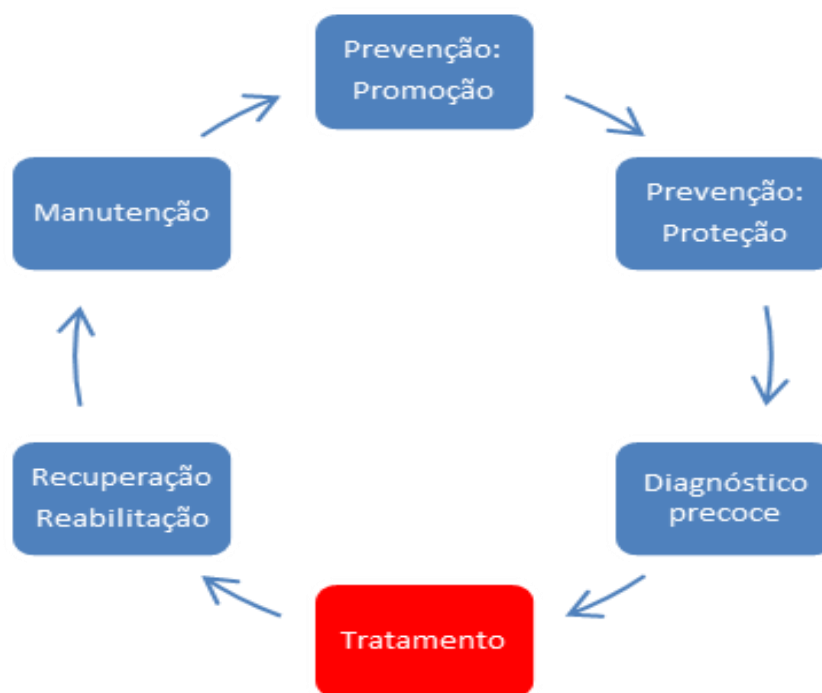 Prevenção:
Promoção
Prevenção:
Proteção
Diagnóstico
precoce
Tratamento
Recuperação
Reabilitação
Manutenção